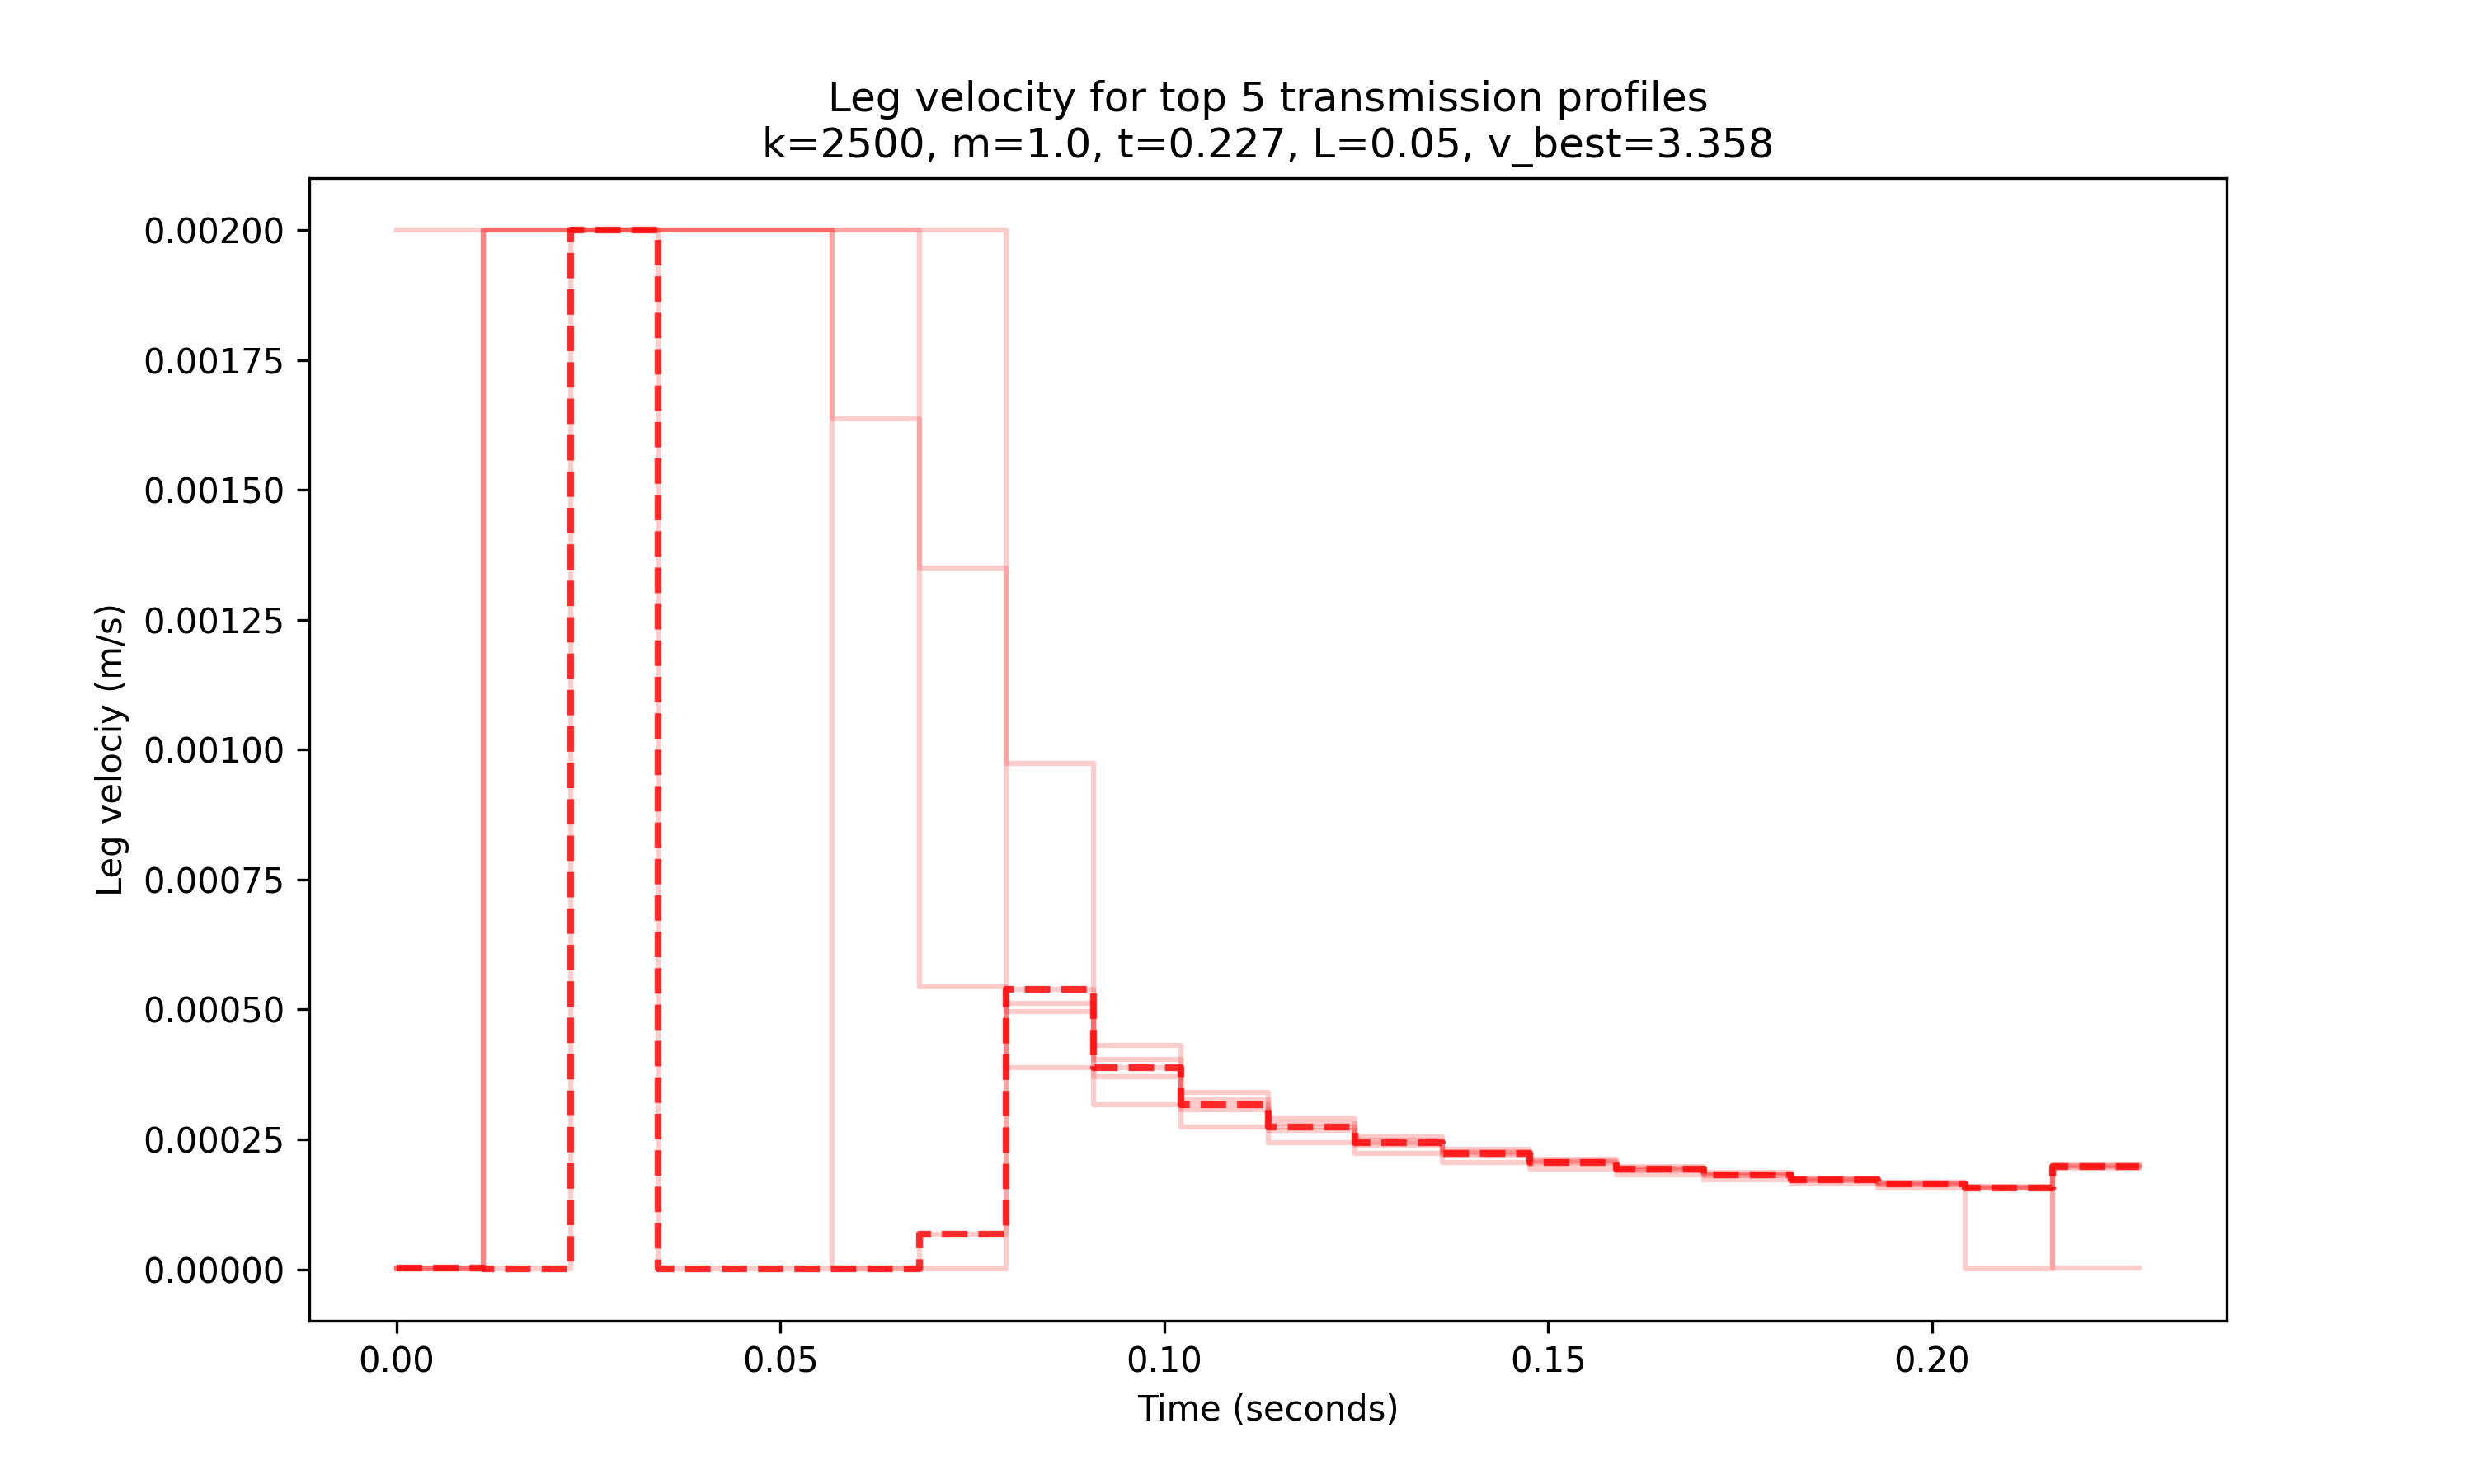 Leg velocity for top 5 transmission profiles
k=2500, m=1.0, t=0.227, L=0.05, v_best=3.358
0.00200
0.00175
0.00150
0.00125
0.00100
0.00075
0.00050
0.00025
0.00000
Leg velociy (m/s)
0.00 0.05 0.10 0.15 0.20
Time (seconds)